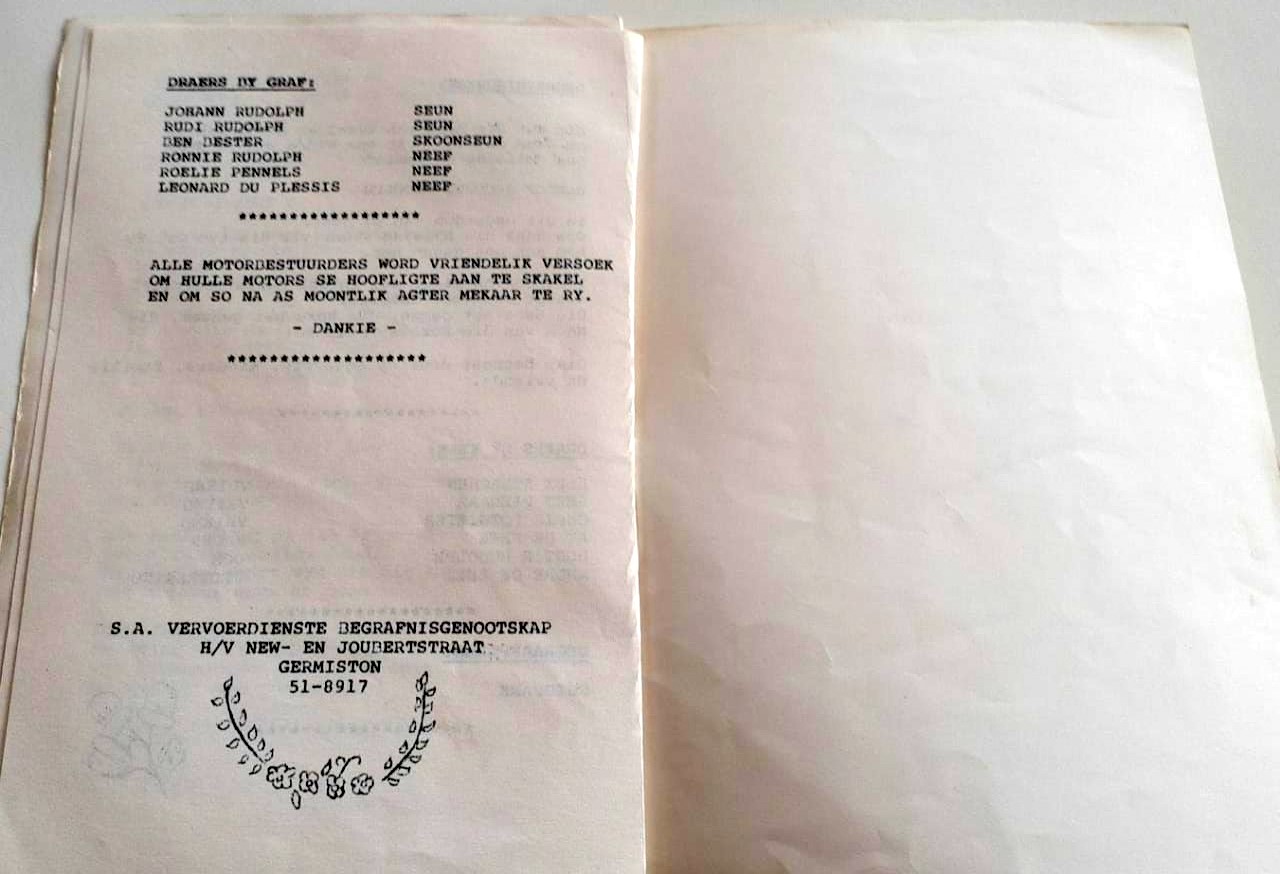 DRAERS BY GRAF:
JOHANN RUDOLPH SEUN
RUDI RUDOLPH SEUN
BEN BESTER SKOONSEUN
RONNIE RUDOLPH NEEF
ROELIE PENNELS NEEF
LEONARD DU PLESSIS NEEF
******************
ALLE MOTORBESTUURDERS WORD VRIENDELIK VERSOEK
OM HULLE MOTORS SE HOOFLIGTE AAN TE SKAKEL
EN OM SO NA AS MOONTLIK AGTER MEKAAR TE RY.
- DANKIE -
********************
S.A. VERVOERDIENSTE BEGRAFNISGENOOTSKAP
H/V NEW- EN JOUBERTSTRAAT
GERMISTON
51-8917